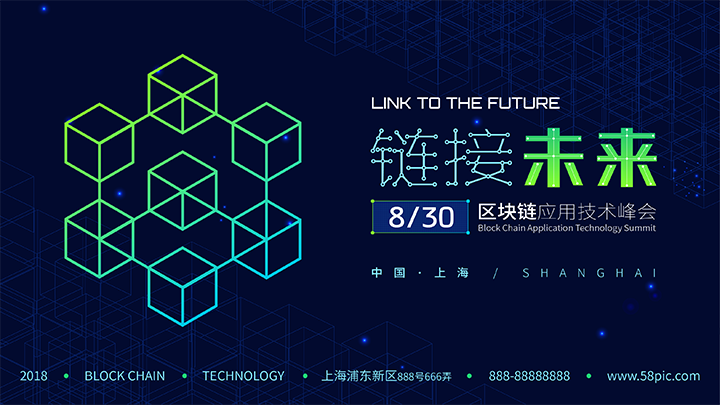 LINK TO THE FUTURE
链接未来
8/30 区块链应用技术峰会
Block Chain Application Technology Summit
中国·上海 / SHANGHAI
2018 • BLOCK CHAIN • TECHNOLOGY • 上海浦东新区888号666弄 • 888-88888888 • www.58pic.com